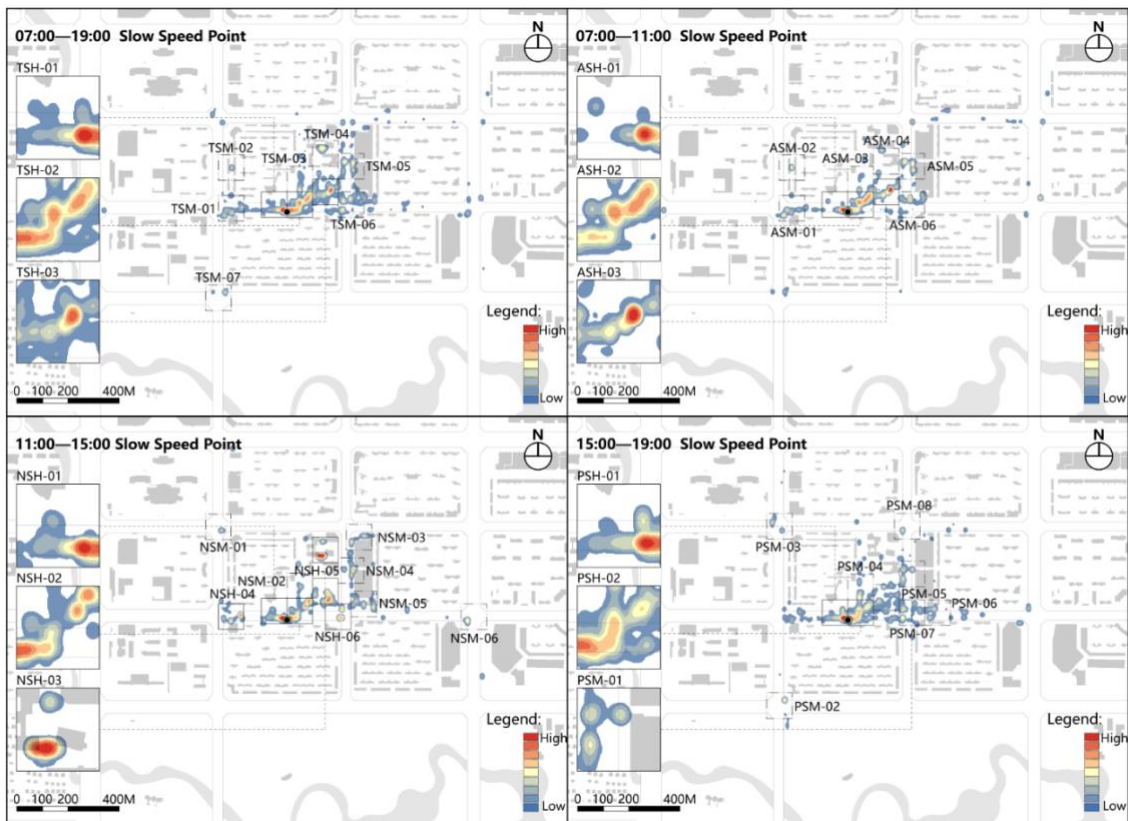 07:00—19:00 Slow Speed Point
N
TSH-01
TSH-02
TSH-03
TSM-02
TSM-03
TSM-04
TSM-05
TSM-01
TSM-06
TSM-07
Legend:
High
Low
0 100 200 400M
07:00—11:00 Slow Speed Point
N
ASH-01
ASH-02
ASH-03
ASM-02
ASM-03
ASM-04
ASM-05
ASM-01
ASM-06
Legend:
High
Low
0 100 200 400M
11:00—15:00 Slow Speed Point
N
NSH-01
NSH-02
NSH-03
NSM-01
NSM-03
NSM-02
NSH-05
NSM-04
NSH-04
NSM-05
NSH-06
NSM-06
Legend:
High
Low
0 100 200 400M
15:00—19:00 Slow Speed Point
N
PSH-01
PSH-02
PSM-01
PSM-08
PSM-03
PSM-04
PSM-05
PSM-06
PSM-07
PSM-02
Legend:
High
Low
0 100 200 400M